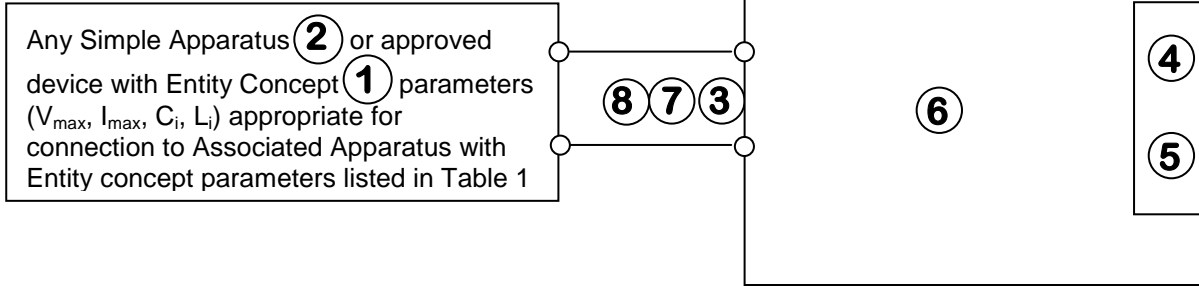 Any Simple Apparatus 2 or approved
device with Entity Concept 1 parameters
(Vmax, Imax, Ci, Li) appropriate for
connection to Associated Apparatus with
Entity concept parameters listed in Table 1
8 7 3
6
4
5